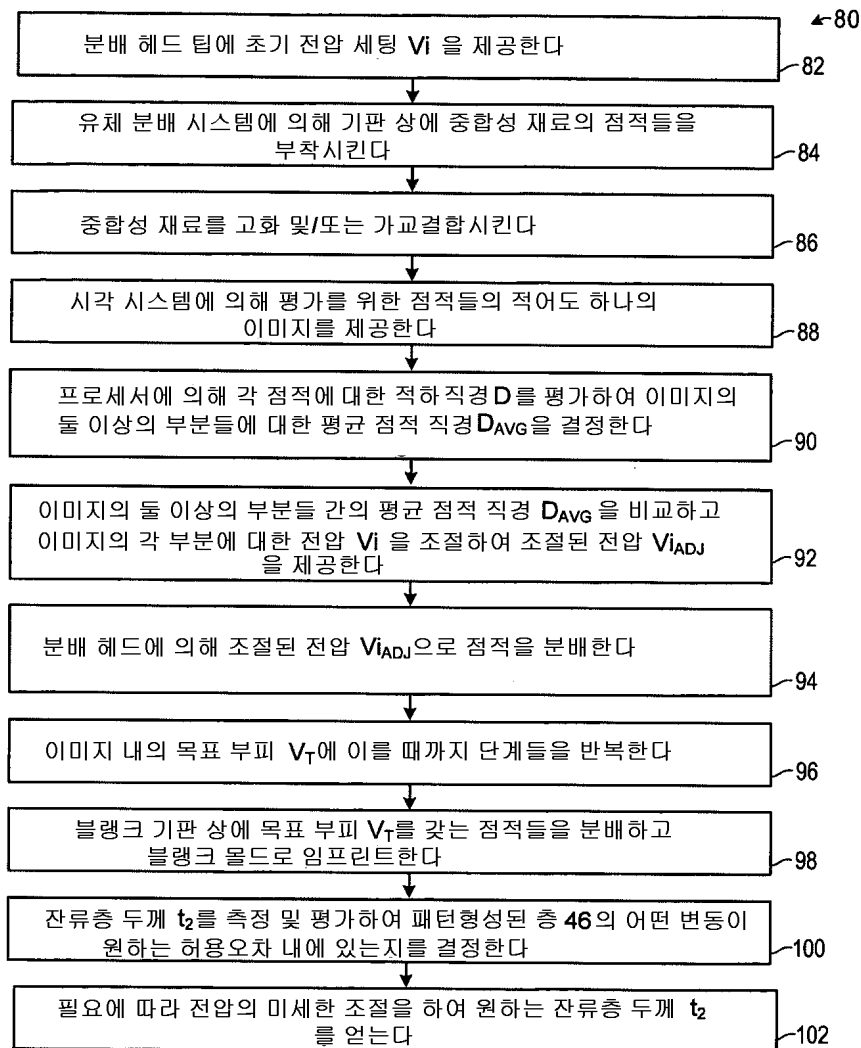 80
분배 헤드 팁에 초기 전압 세팅 Vi 을 제공한다
82
유체 분배 시스템에 의해 기판 상에 중합성 재료의 점적들을
부착시킨다
84
중합성 재료를 고화 및/또는 가교결합시킨다
86
시각 시스템에 의해 평가를 위한 점적들의 적어도 하나의
이미지를 제공한다
88
프로세서에 의해 각 점적에 대한 적하직경 D 를 평가하여 이미지의
둘 이상의 부분들에 대한 평균 점적 직경 DAVG을 결정한다
90
이미지의 둘 이상의 부분들 간의 평균 점적 직경 DAVG 을 비교하고
이미지의 각 부분에 대한 전압 Vi 을 조절하여 조절된 전압 ViADJ
을 제공한다
92
분배 헤드에 의해 조절된 전압 ViADJ으로 점적을 분배한다
94
이미지 내의 목표 부피 VT에 이를 때까지 단계들을 반복한다
96
블랭크 기판 상에 목표 부피 VT를 갖는 점적들을 분배하고
블랭크 몰드로 임프린트한다
98
잔류층 두께 t2를 측정 및 평가하여 패턴형성된 층 46의 어떤 변동이
원하는 허용오차 내에 있는지를 결정한다
100
필요에 따라 전압의 미세한 조절을 하여 원하는 잔류층 두께 t2
를 얻는다
102